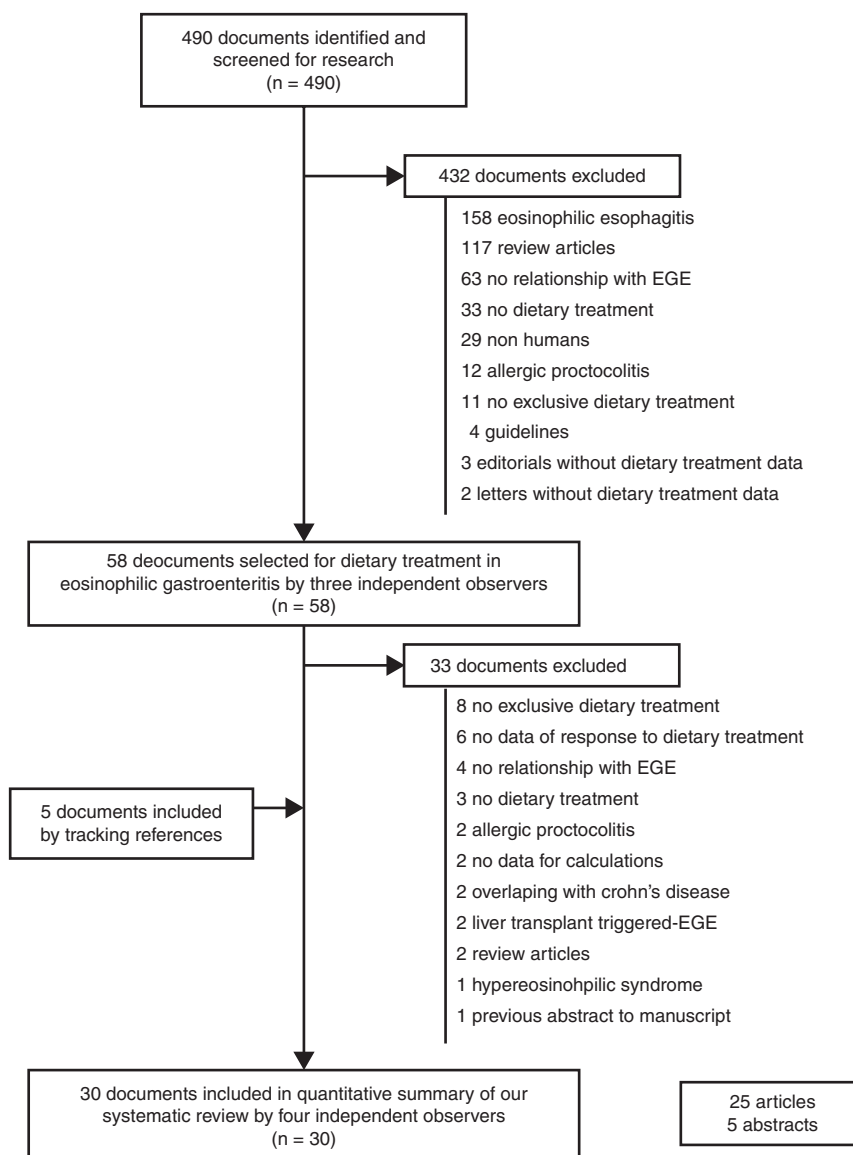 490 documents identified and
screened for research
(n = 490)
432 documents excluded
158 eosinophilic esophagitis
117 review articles
63 no relationship with EGE
33 no dietary treatment
29 non humans
12 allergic proctocolitis
11 no exclusive dietary treatment
4 guidelines
3 editorials without dietary treatment data
2 letters without dietary treatment data
58 deocuments selected for dietary treatment in
eosinophilic gastroenteritis by three independent observers
(n = 58)
33 documents excluded
8 no exclusive dietary treatment
6 no data of response to dietary treatment
4 no relationship with EGE
3 no dietary treatment
2 allergic proctocolitis
2 no data for calculations
2 overlaping with crohn's disease
2 liver transplant triggered-EGE
2 review articles
1 hypereosinohpilic syndrome
1 previous abstract to manuscript
5 documents included
by tracking references
30 documents included in quantitative summary of our
systematic review by four independent observers
(n = 30)
25 articles
5 abstracts